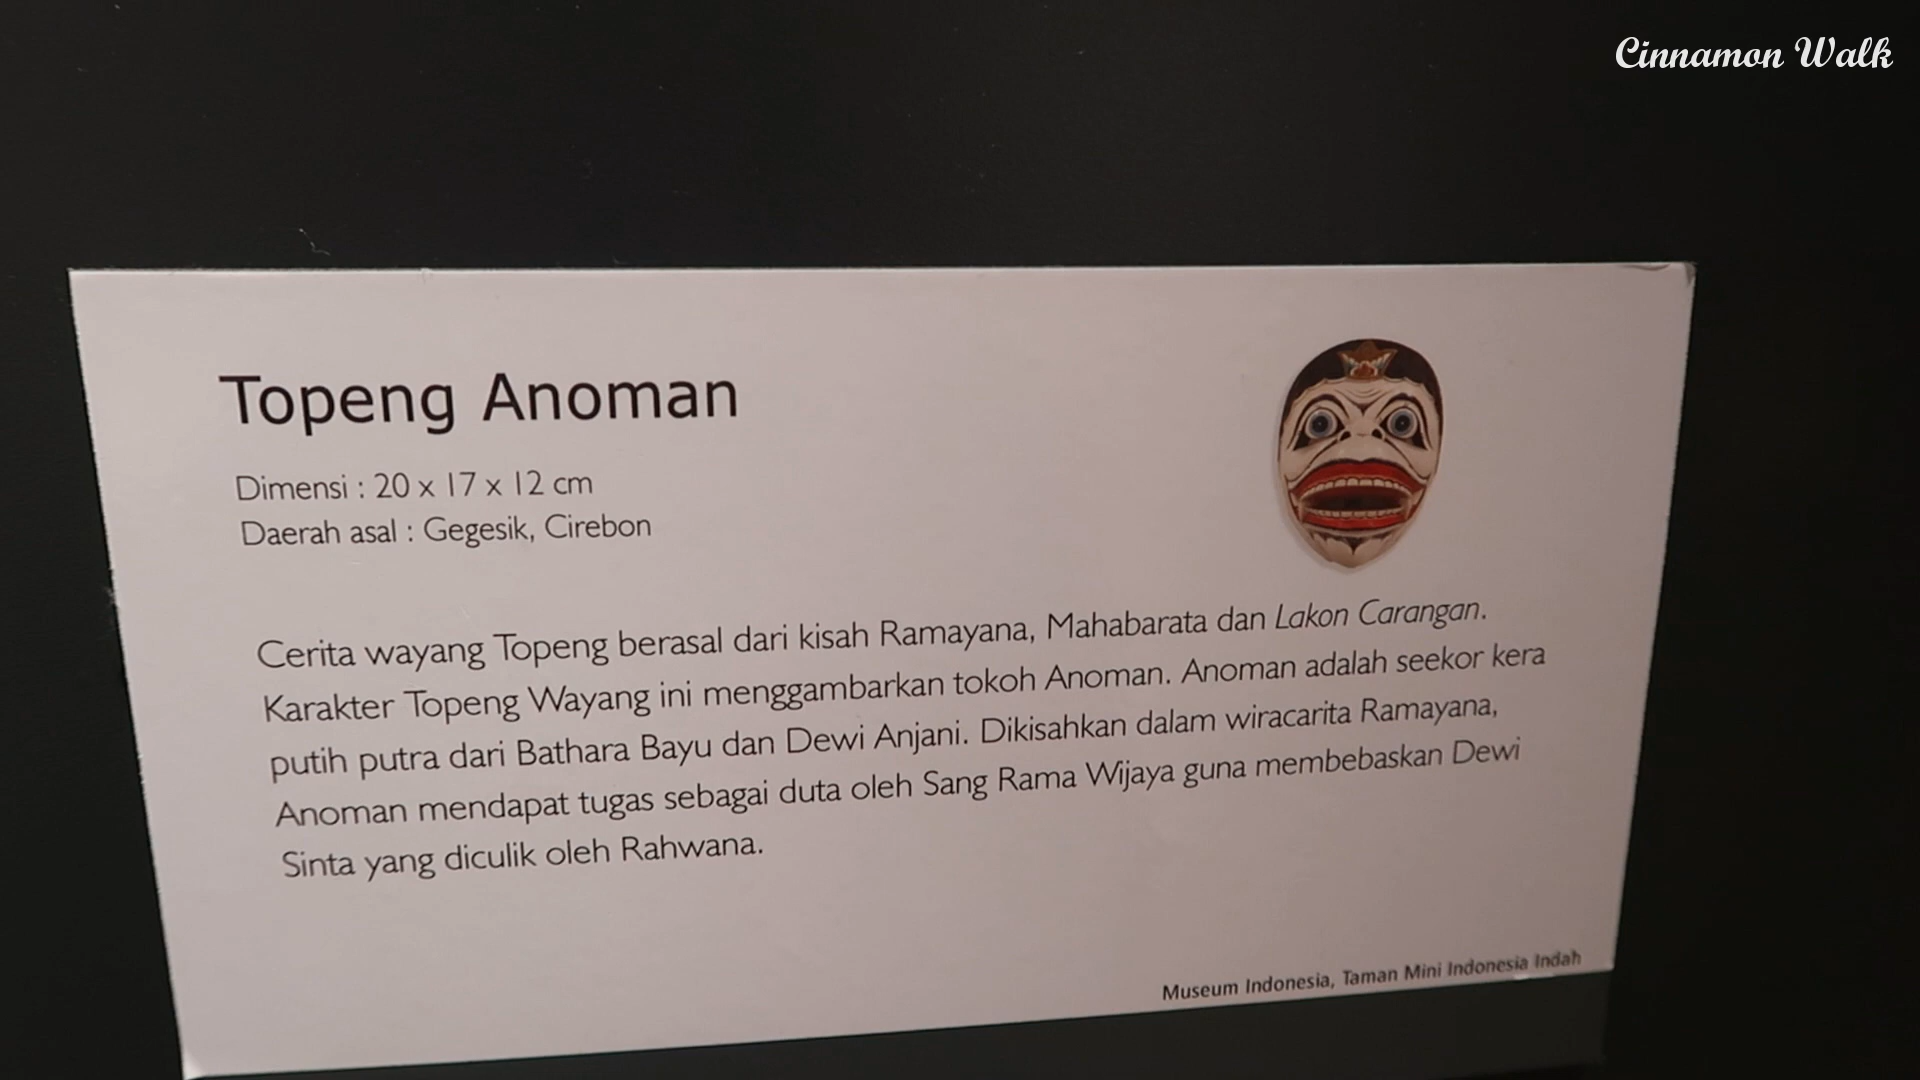 Cinnamon Walk
Topeng Anoman
Dimensi : 20 x 17 x 12 cm
Daerah asal : Gegesik, Cirebon
Cerita wayang Topeng berasal dari kisah Ramayana, Mahabarata dan Lakon Carangan.
Karakter Topeng Wayang ini menggambarkan tokoh Anoman. Anoman adalah seekor kera
putih putra dari Bathara Bayu dan Dewi Anjani. Dikisahkan dalam wiracarita Ramayana,
Anoman mendapat tugas sebagai duta oleh Sang Rama Wijaya guna membebaskan Dewi
Sinta yang diculik oleh Rahwana.
Museum Indonesia, Taman Mini Indonesia Indah